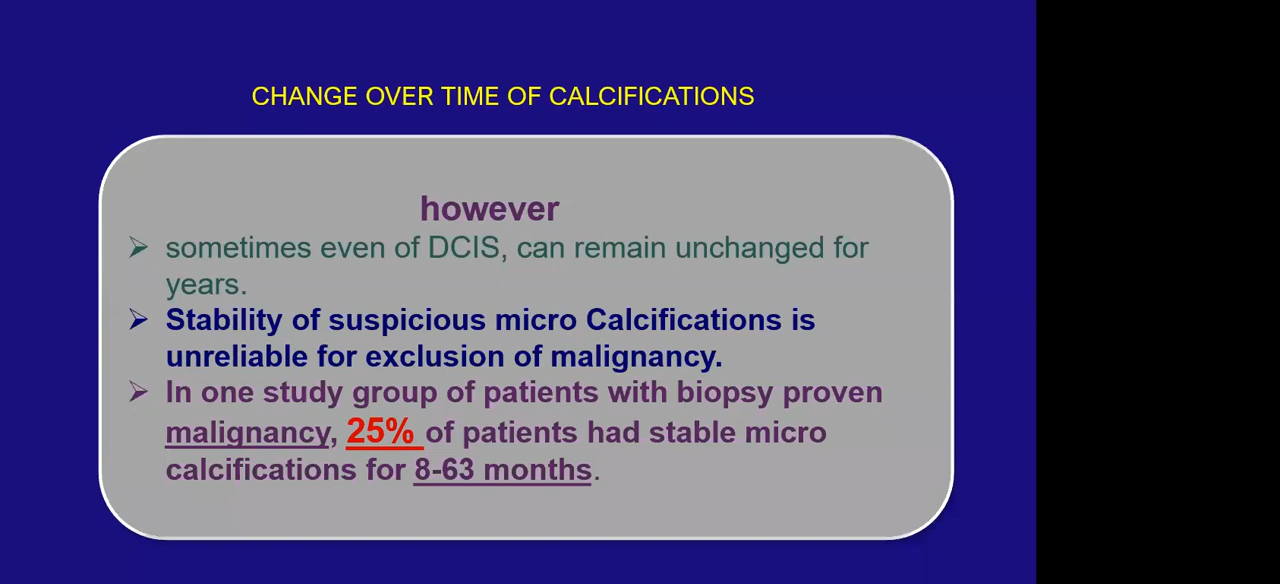 CHANGE OVER TIME OF CALCIFICATIONS
however
➢ sometimes even of DCIS, can remain unchanged for
years.
➢ Stability of suspicious micro Calcifications is
unreliable for exclusion of malignancy.
➢ In one study group of patients with biopsy proven
malignancy, 25% of patients had stable micro
calcifications for 8-63 months.